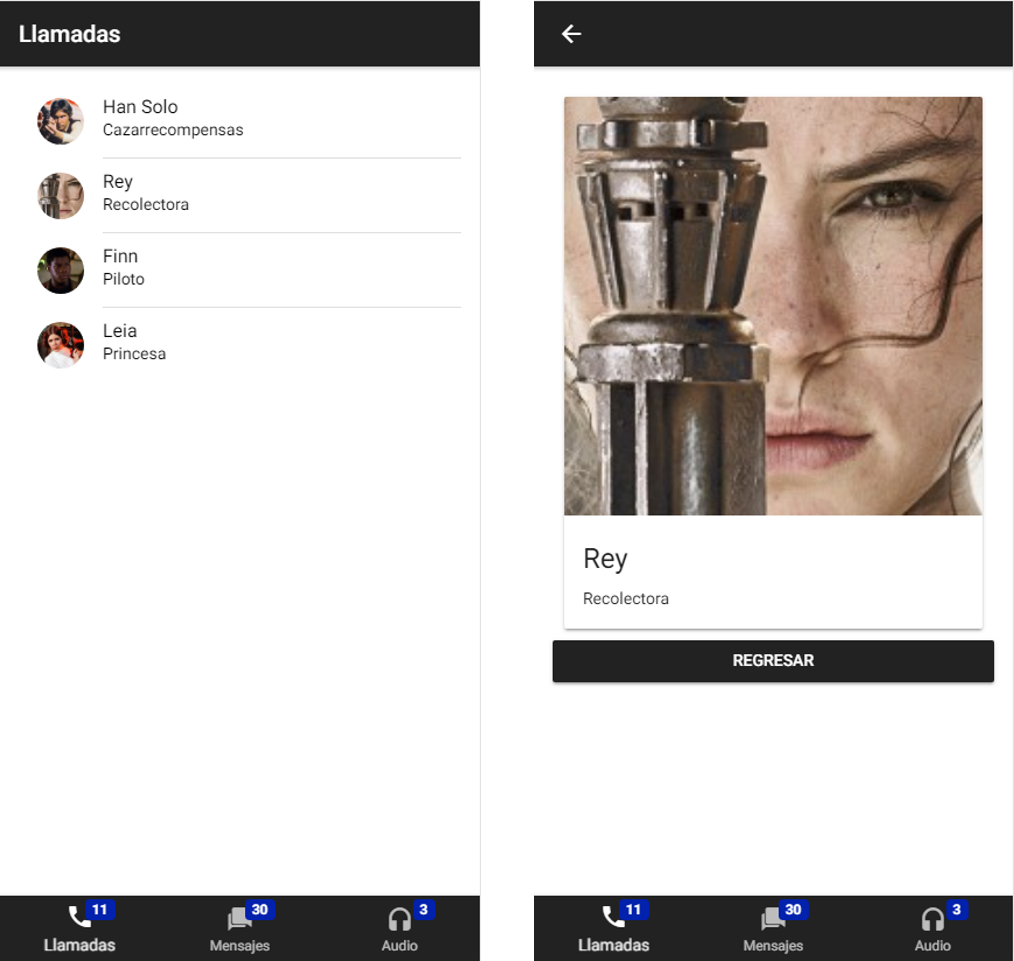 Llamadas
Han Solo
Cazarrecompensas
Rey
Recolectora
Finn
Piloto
Leia
Princesa
11
30
3
Llamadas
Mensajes
Audio
Rey
Recolectora
REGRESAR
11
30
3
Llamadas
Mensajes
Audio